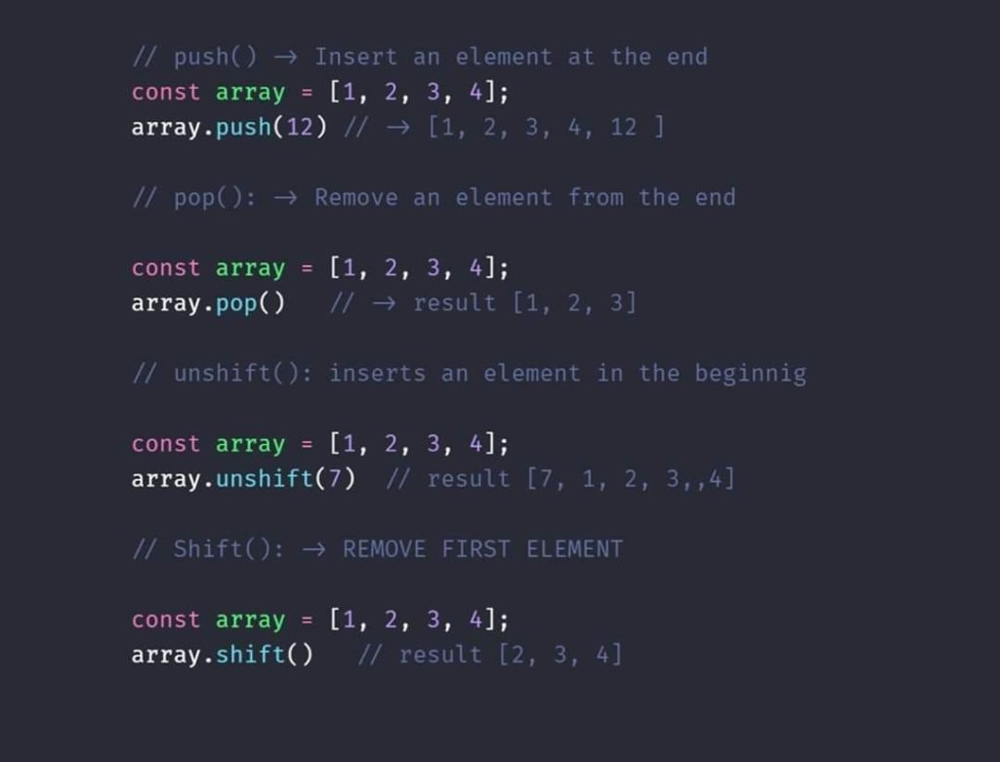 // push() → Insert an element at the end
const array = [1, 2, 3, 4];
array.push(12) // → [1, 2, 3, 4, 12 ]
// pop(): → Remove an element from the end
const array = [1, 2, 3, 4];
array.pop()   // → result [1, 2, 3]
// unshift(): inserts an element in the beginnig
const array = [1, 2, 3, 4];
array.unshift(7)  // result [7, 1, 2, 3,,4]
// Shift(): → REMOVE FIRST ELEMENT
const array = [1, 2, 3, 4];
array.shift()   // result [2, 3, 4]